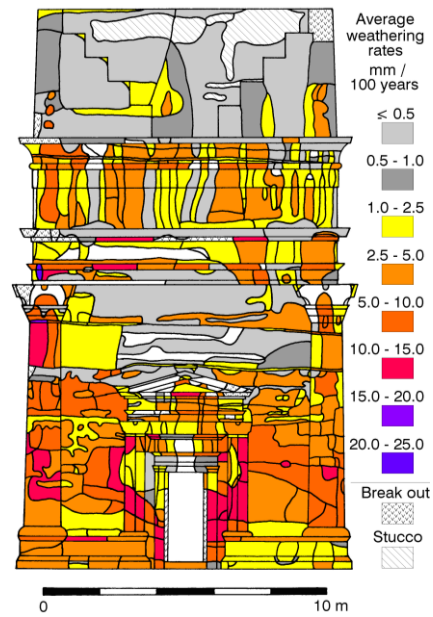 Average
weathering
rates
mm /
100 years
≤ 0.5
0.5 - 1.0
1.0 - 2.5
2.5 - 5.0
5.0 - 10.0
10.0 - 15.0
15.0 - 20.0
20.0 - 25.0
Break out
Stucco
0 10 m